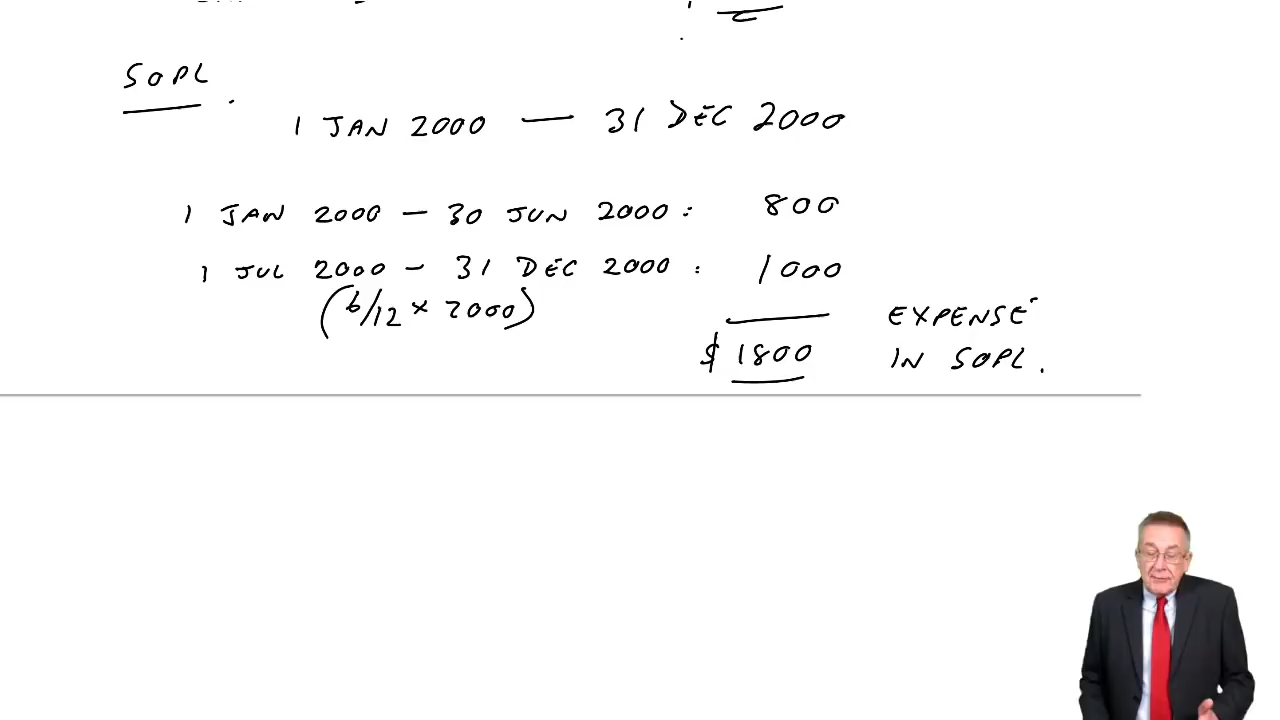 SOPL
1 JAN 2000 — 31 DEC 2000
1 JAN 2000 – 30 JUN 2000 : 800
1 JUL 2000 – 31 DEC 2000 : 1000
(6/12 × 2000)
EXPENSE
$ 1800 IN SOPL.